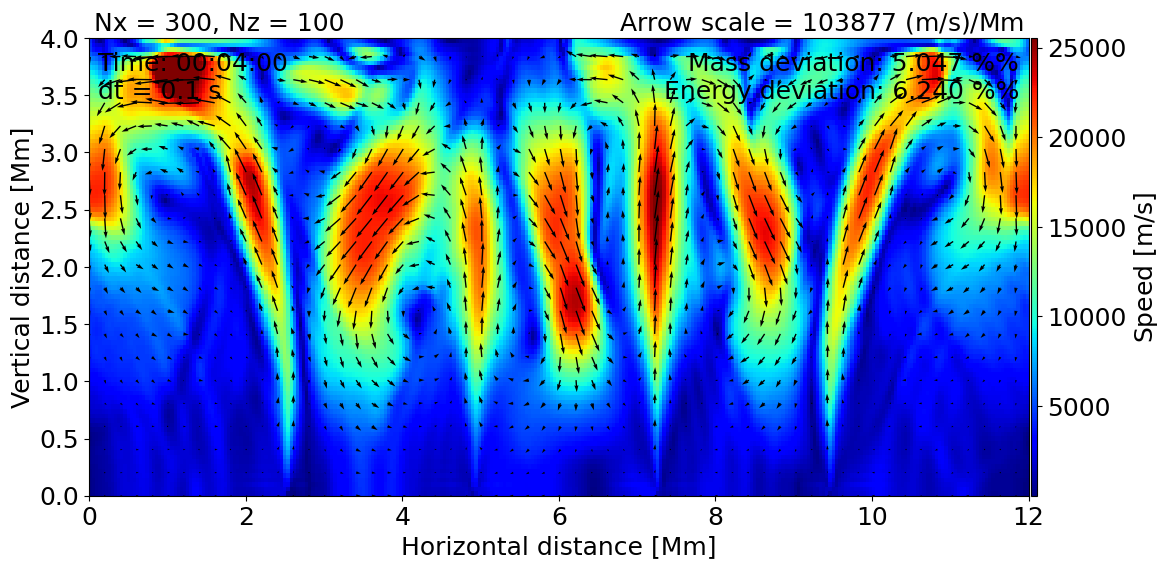 Nx = 300, Nz = 100
Arrow scale = 103877 (m/s)/Mm
Time: 00:04:00
Mass deviation: 5.047 %%
dt = 0.1 s
Energy deviation: 6.240 %%
4.0
3.5
3.0
2.5
2.0
1.5
1.0
0.5
0.0
Vertical distance [Mm]
0 2 4 6 8 10 12
Horizontal distance [Mm]
25000
20000
15000
10000
5000
Speed [m/s]